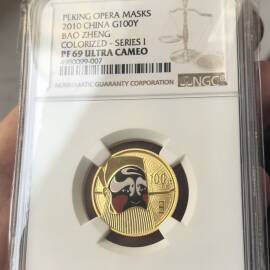 PEKING OPERA MASKS
2010 CHINA G100Y
BAO ZHENG
COLORIZED - SERIES I
PF 69 ULTRA CAMEO
NGC
NUMISMATIC GUARANTY CORPORATION
100